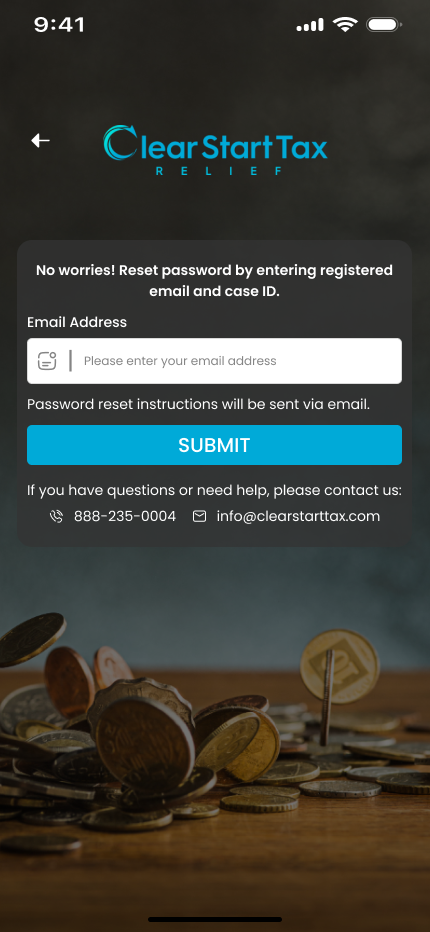 9:41
Clear Start Tax
RELIEF
No worries! Reset password by entering registered
email and case ID.
Email Address
Please enter your email address
Password reset instructions will be sent via email.
SUBMIT
If you have questions or need help, please contact us:
888-235-0004 info@clearstarttax.com